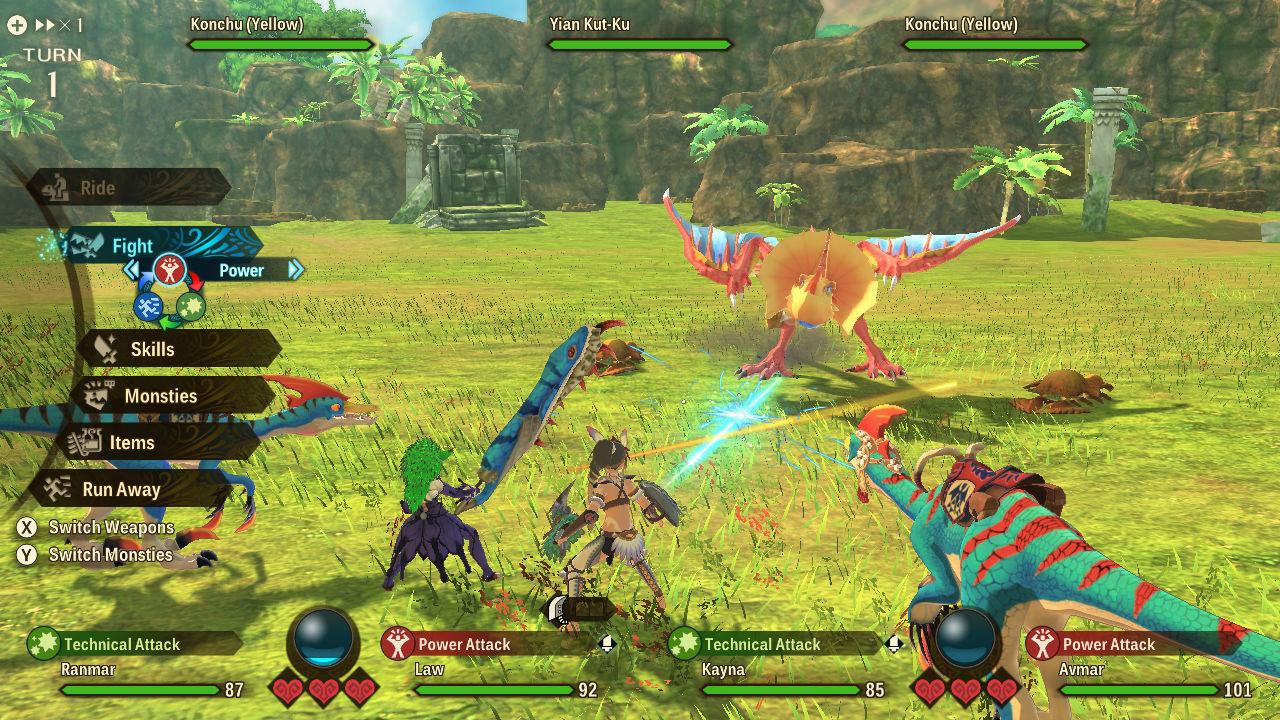 Konchu (Yellow)
Yian Kut-Ku
Konchu (Yellow)
×1
TURN
1
Ride
Fight
Power
Skills
Monsties
Items
Run Away
X Switch Weapons
Y Switch Monsties
Technical Attack
Ranmar
87
Power Attack
Law
92
Technical Attack
Kayna
85
Power Attack
Avmar
101